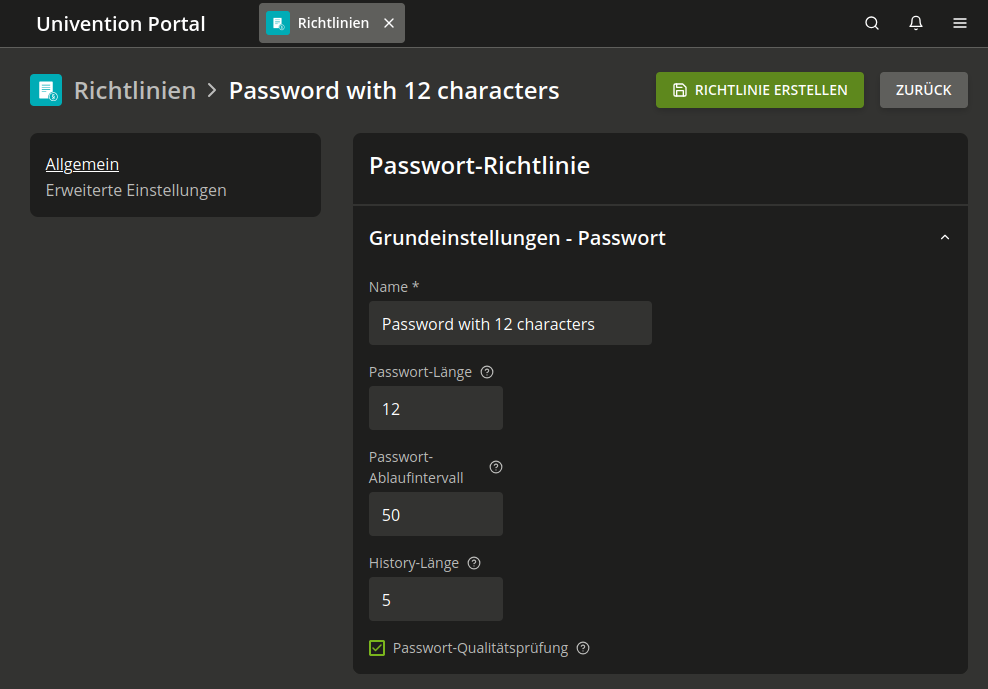 Univention Portal
Richtlinien
Richtlinien > Password with 12 characters
RICHTLINIE ERSTELLEN
ZURÜCK
Allgemein
Erweiterte Einstellungen
Passwort-Richtlinie
Grundeinstellungen - Passwort
Name *
Password with 12 characters
Passwort-Länge
12
Passwort-
Ablaufintervall
50
History-Länge
5
Passwort-Qualitätsprüfung